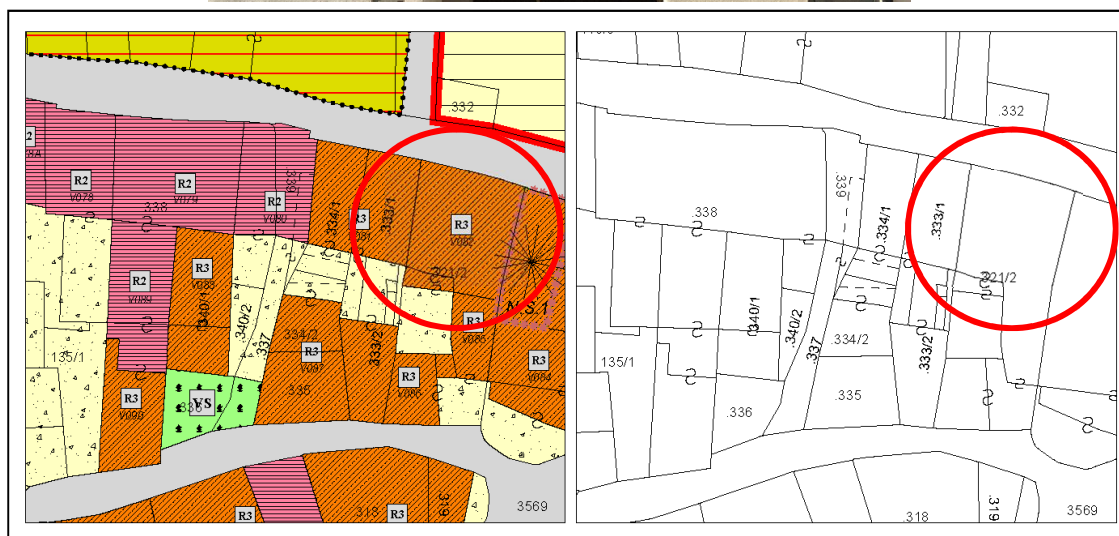 .332
R2
R2
V078
R2
V079
.338
R2
V080
.339
.334/1
R3
V081
.333/1
R3
V082
.321/2
N.S.1
R2
V089
R3
V088
.340/1
.340/2
.337
.334/2
R3
V087
.333/2
R3
V085
R3
V084
R3
V086
135/1
R3
V090
VS
.335
R3
.318
R3
.319
3569
.332
.339
.338
.334/1
.333/1
.321/2
.340/1
.340/2
.337
.334/2
.333/2
135/1
.336
.335
.318
.319
3569